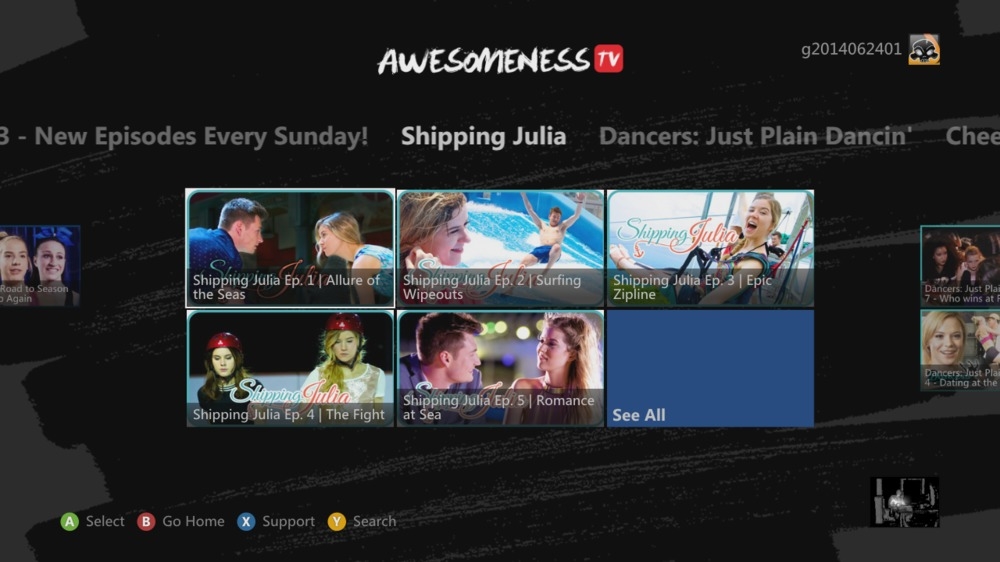 AWESOMENESS TV
g2014062401
3 - New Episodes Every Sunday!
Shipping Julia
Dancers: Just Plain Dancin'
Chee
Road to Season
o Again
Shipping Julia Ep. 1 | Allure of
the Seas
Shipping Julia
Shipping Julia Ep. 2 | Surfing
Wipeouts
Shipping Julia
Shipping Julia Ep. 3 | Epic
Zipline
Dancers: Just Plai
7 - Who wins at P
Shipping Julia
Shipping Julia Ep. 4 | The Fight
Shipping Julia Ep. 5 | Romance
at Sea
See All
Dancers: Just Plai
4 - Dating at the
A Select
B Go Home
X Support
Y Search